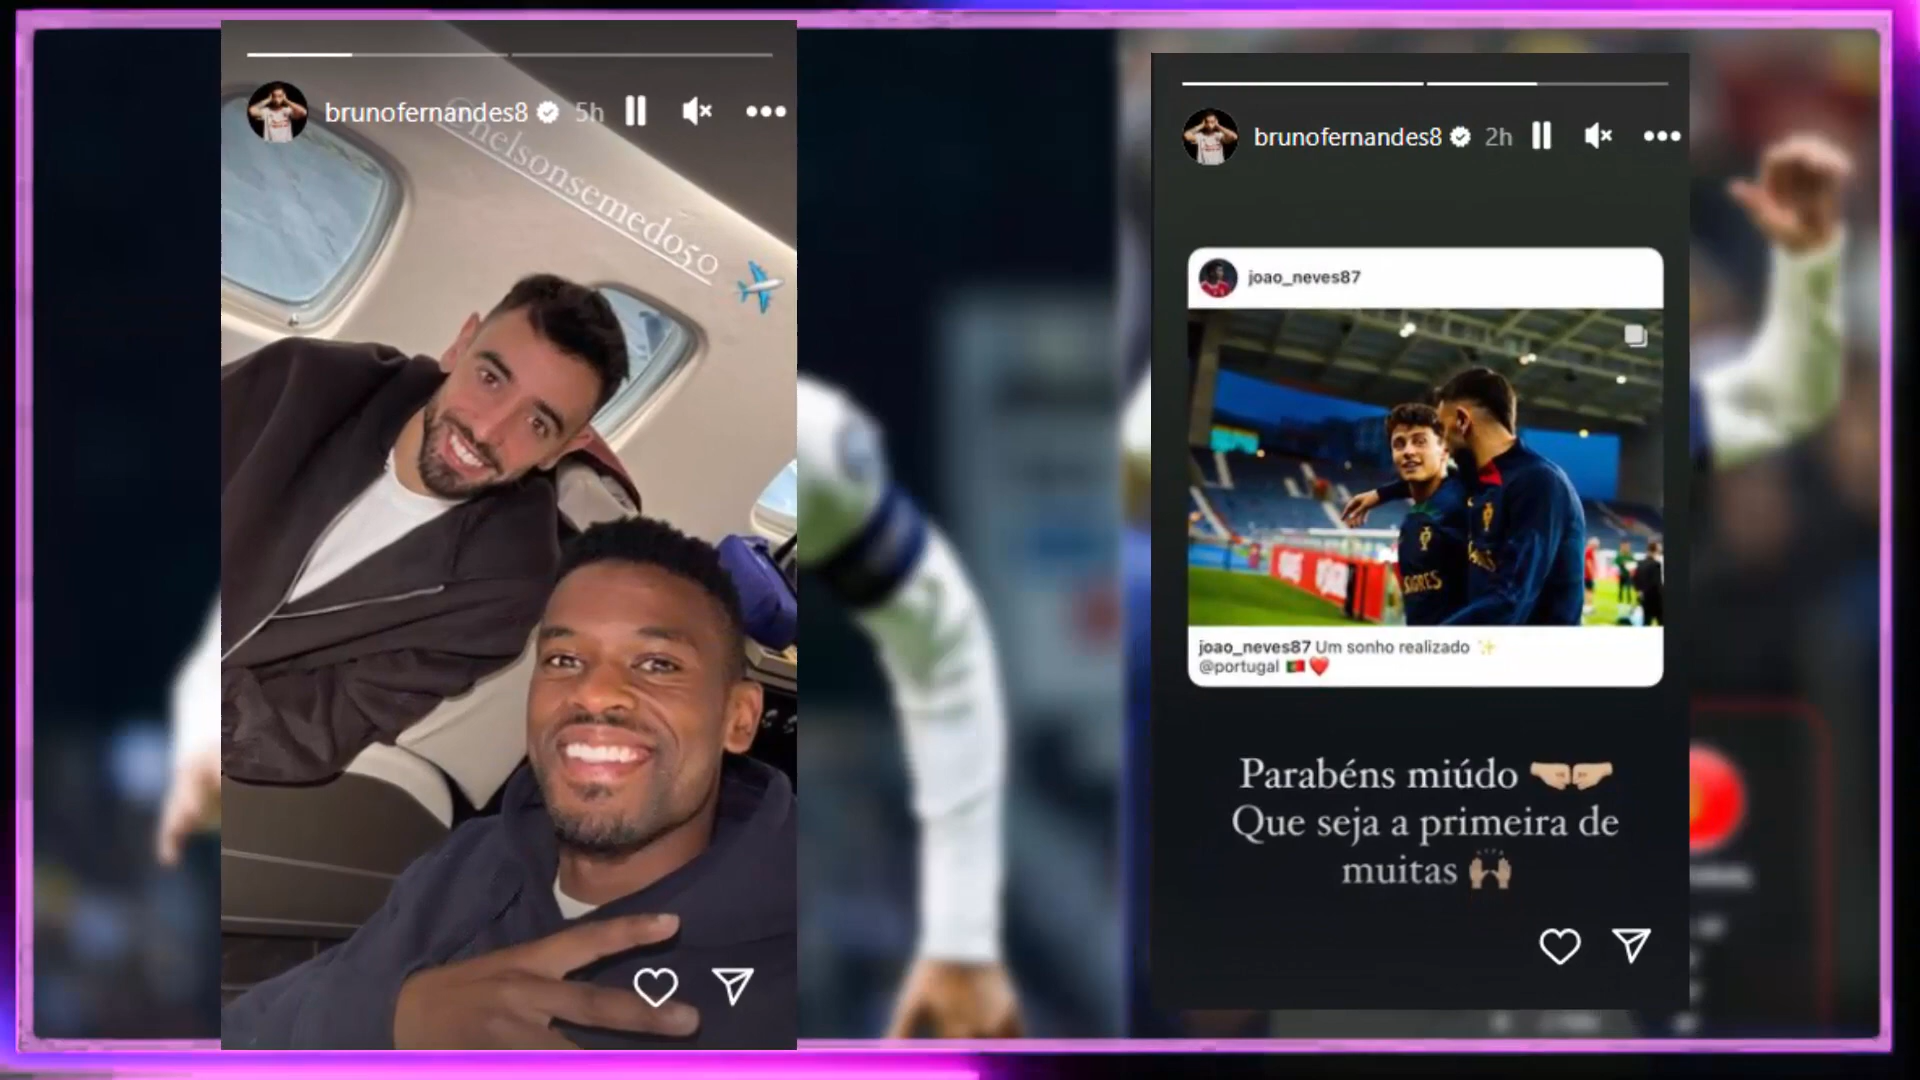 brunofernandes8 5h
@nelsonsemedo50
brunofernandes8 2h
joao_neves87
joao_neves87 Um sonho realizado
@portugal
Parabéns miúdo
Que seja a primeira de
muitas